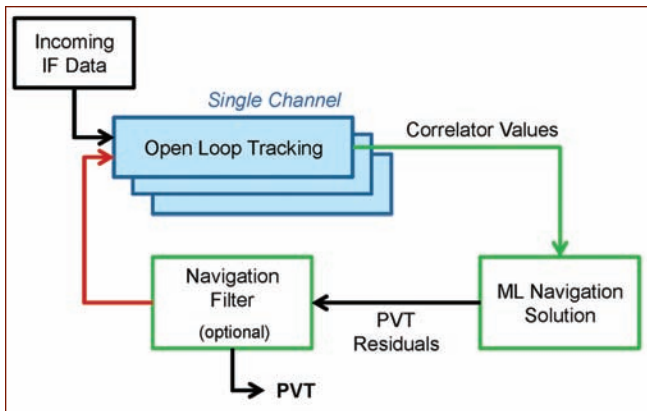 Incoming
IF Data
Single Channel
Open Loop Tracking
Correlator Values
Navigation
Filter
(optional)
PVT
Residuals
ML Navigation
Solution
PVT